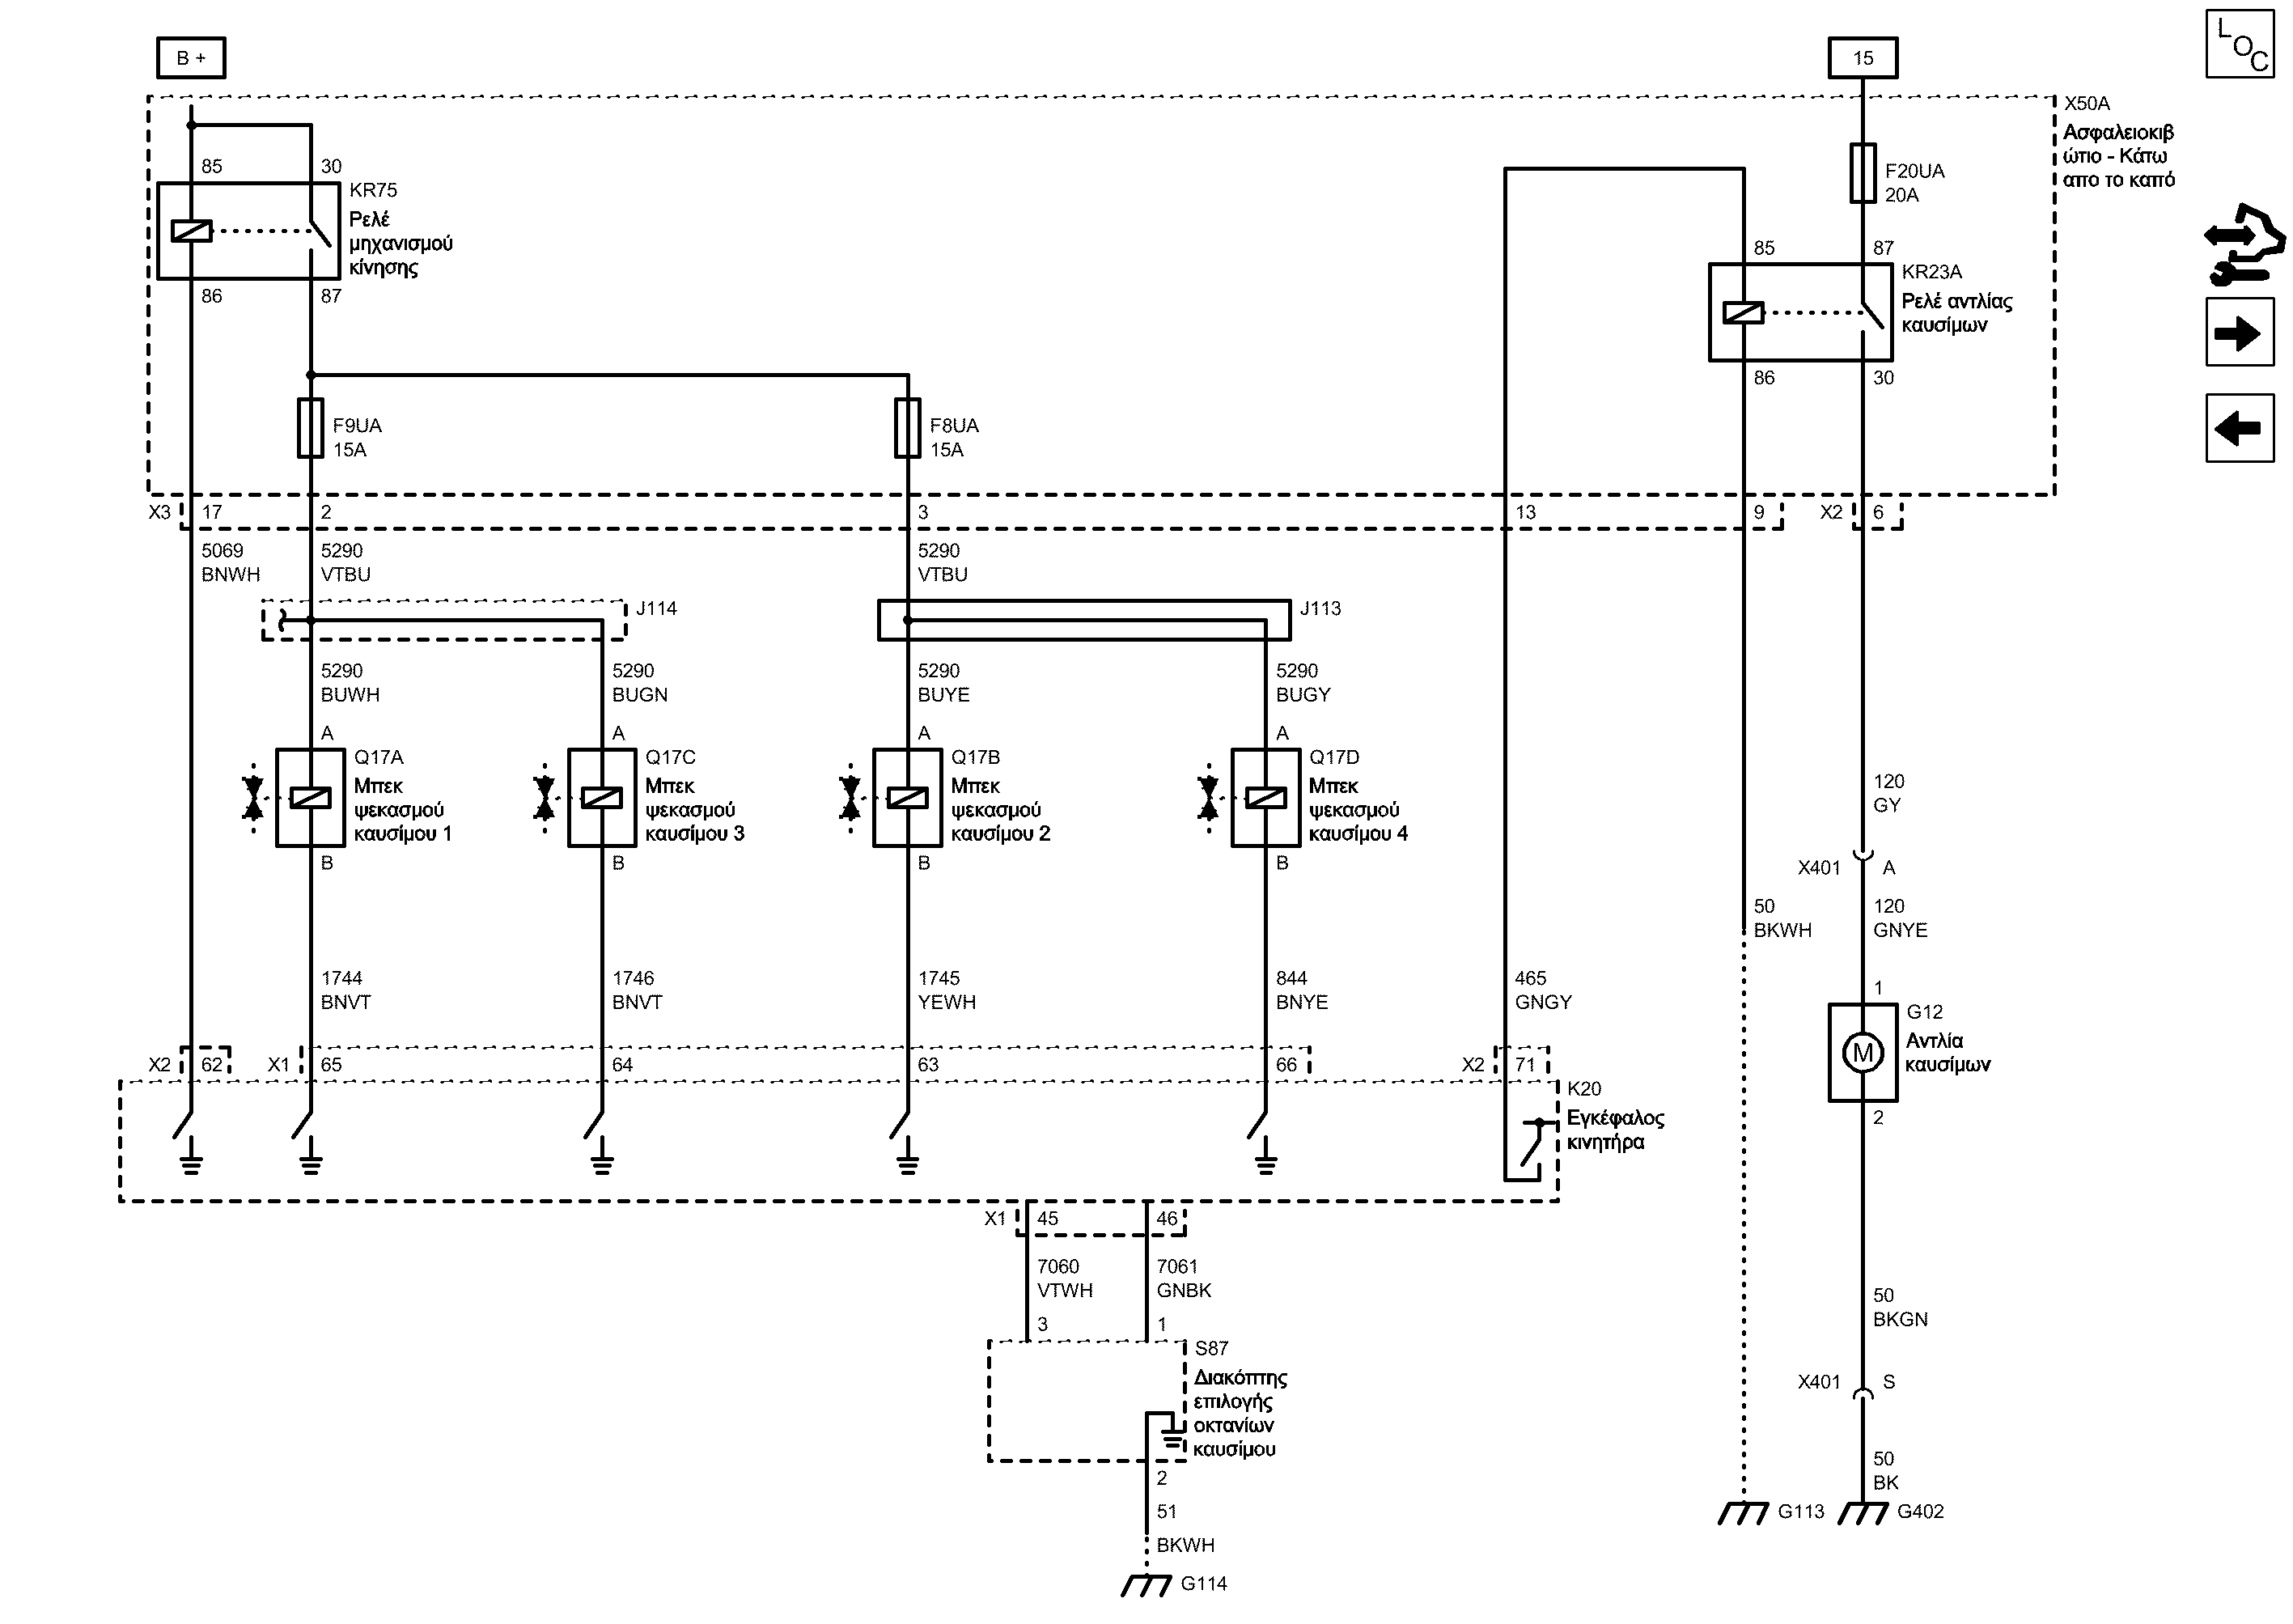 B +
15
L
O
C
X50A
Ασφαλειοκιβ
ώτιο - Κάτω
απο το καπό
85
30
KR75
Ρελέ
μηχανισμού
κίνησης
86
87
F20UA
20A
85
87
KR23A
Ρελέ αντλίας
καυσίμων
86
30
F9UA
15A
F8UA
15A
X3
17
2
3
13
9
X2
6
5069
BNWH
5290
VTBU
5290
VTBU
J114
J113
5290
BUWH
5290
BUGN
5290
BUYE
5290
BUGY
A
A
A
A
Q17A
Μπεκ
ψεκασμού
καυσίμου 1
Q17C
Μπεκ
ψεκασμού
καυσίμου 3
Q17B
Μπεκ
ψεκασμού
καυσίμου 2
Q17D
Μπεκ
ψεκασμού
καυσίμου 4
B
B
B
B
120
GY
X401
A
50
BKWH
120
GNYE
1744
BNVT
1746
BNVT
1745
YEWH
844
BNYE
465
GNGY
1
G12
Αντλία
καυσίμων
M
2
X2
62
X1
65
64
63
66
X2
71
K20
Εγκέφαλος
κινητήρα
X1
45
46
7060
VTWH
7061
GNBK
3
1
S87
Διακόπτης
επιλογής
οκτανίων
καυσίμου
2
51
BKWH
G114
50
BKGN
X401
S
50
BK
G113
G402